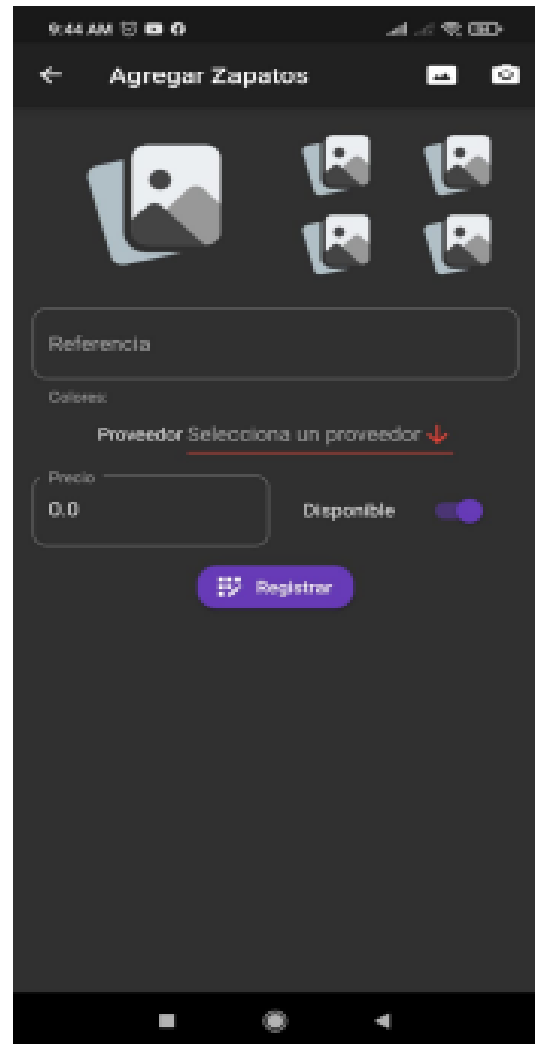 9:44 AM
Agregar Zapatos
Referencia
Colores:
Proveedor Selecciona un proveedor
Precio
0.0
Disponible
Registrar